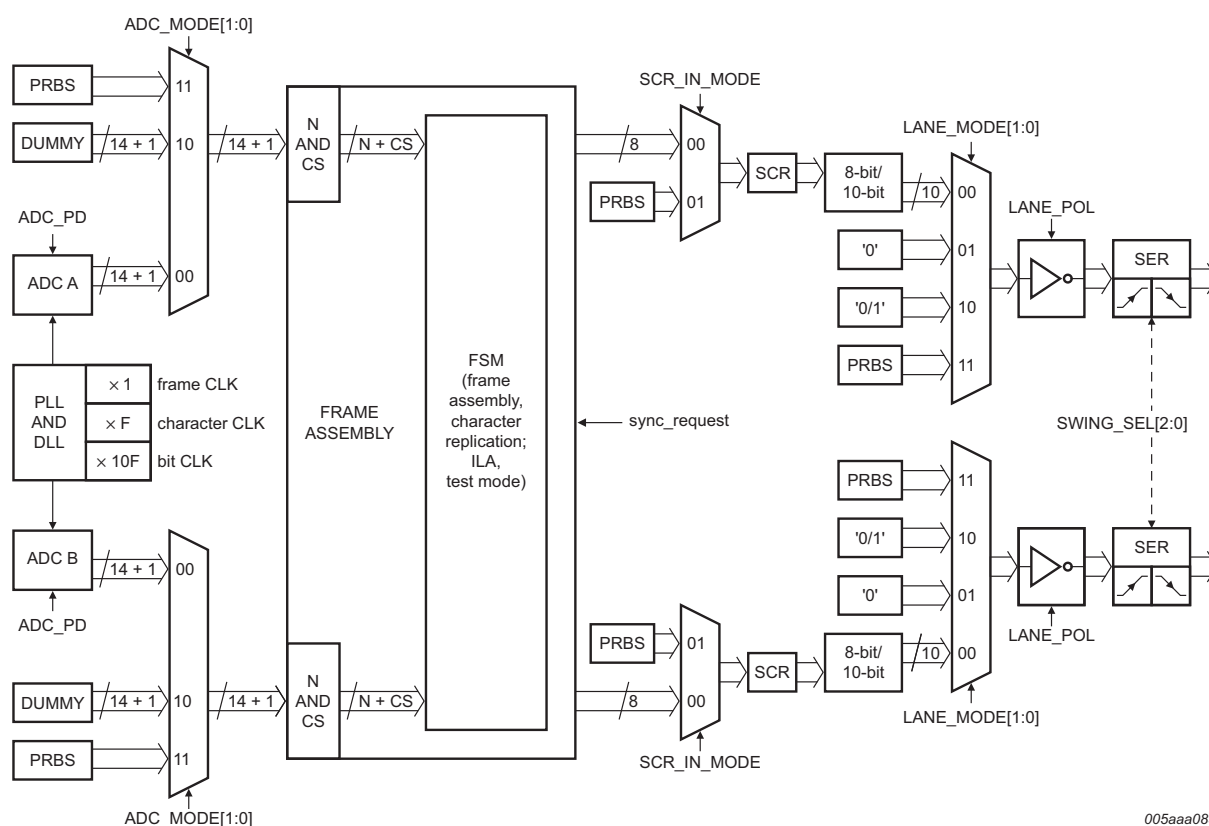 ADC_MODE[1:0]
PRBS
11
DUMMY
14 + 1
10
14 + 1
ADC_PD
ADC A
14 + 1
00
N
AND
CS
N + CS
8
SCR_IN_MODE
00
PRBS
01
SCR
8-bit/
10-bit
10
LANE_MODE[1:0]
00
'0'
01
'0/1'
10
PRBS
11
LANE_POL
SER
PLL
AND
DLL
× 1
frame CLK
× F
character CLK
× 10F
bit CLK
FRAME
ASSEMBLY
FSM
(frame
assembly,
character
replication;
ILA,
test mode)
sync_request
SWING_SEL[2:0]
ADC B
14 + 1
00
ADC_PD
DUMMY
14 + 1
10
14 + 1
PRBS
11
ADC_MODE[1:0]
N
AND
CS
N + CS
8
PRBS
01
00
SCR_IN_MODE
SCR
8-bit/
10-bit
10
PRBS
11
'0/1'
10
'0'
01
00
LANE_MODE[1:0]
LANE_POL
SER
005aaa08